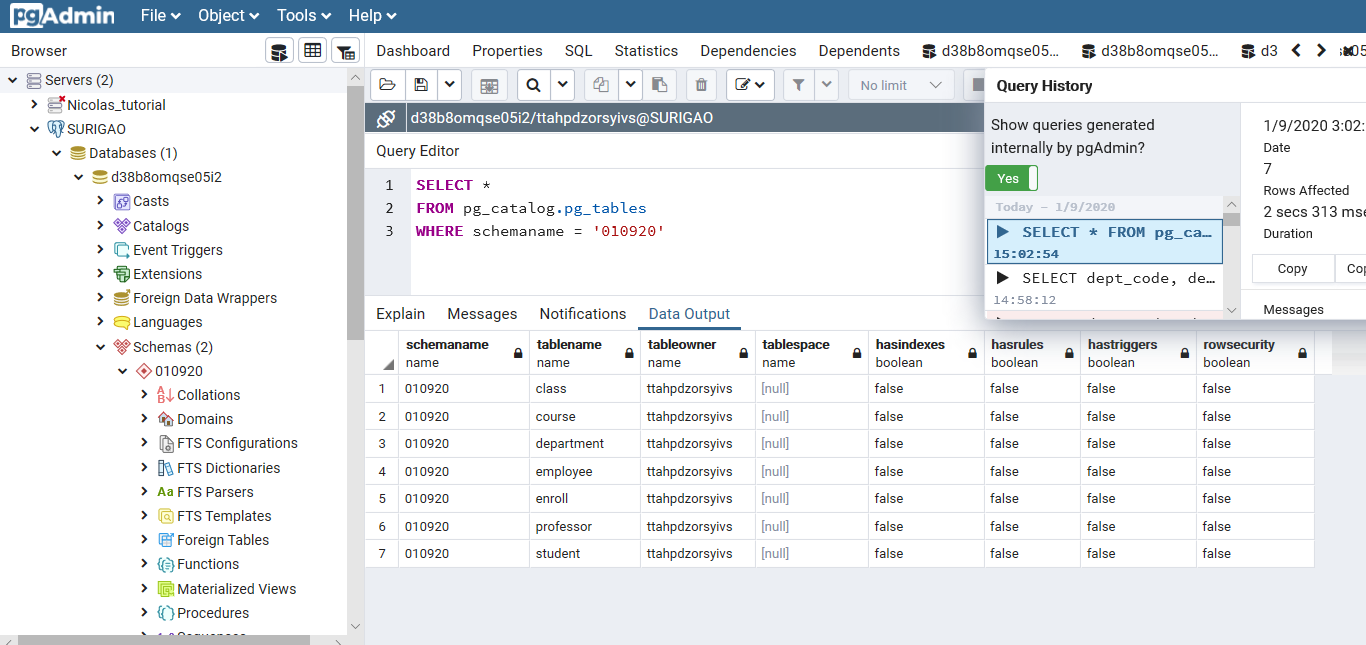 pgAdmin File Object Tools Help
Browser
Dashboard Properties SQL Statistics Dependencies Dependents d38b8omqse05... d38b8omqse05... d3
Servers (2)
Nicolas_tutorial
SURIGAO
Databases (1)
d38b8omqse05i2
Casts
Catalogs
Event Triggers
Extensions
Foreign Data Wrappers
Languages
Schemas (2)
010920
Collations
Domains
FTS Configurations
FTS Dictionaries
Aa FTS Parsers
FTS Templates
Foreign Tables
Functions
Materialized Views
Procedures
No limit
d38b8omqse05i2/ttahpdzorsyivs@SURIGAO
Query Editor
1 SELECT *
2 FROM pg_catalog.pg_tables
3 WHERE schemaname = '010920'
Query History
Show queries generated
internally by pgAdmin?
Yes
Today - 1/9/2020
SELECT * FROM pg_ca...
15:02:54
SELECT dept_code, de...
14:58:12
1/9/2020 3:02:
Date
7
Rows Affected
2 secs 313 mse
Duration
Copy Cop
Messages
Explain Messages Notifications Data Output
schemaname tablename tableowner tablespace hasindexes hasrules hastriggers rowsecurity
name name name name boolean boolean boolean boolean
1 010920 class ttahpdzorsyivs [null] false false false false
2 010920 course ttahpdzorsyivs [null] false false false false
3 010920 department ttahpdzorsyivs [null] false false false false
4 010920 employee ttahpdzorsyivs [null] false false false false
5 010920 enroll ttahpdzorsyivs [null] false false false false
6 010920 professor ttahpdzorsyivs [null] false false false false
7 010920 student ttahpdzorsyivs [null] false false false false